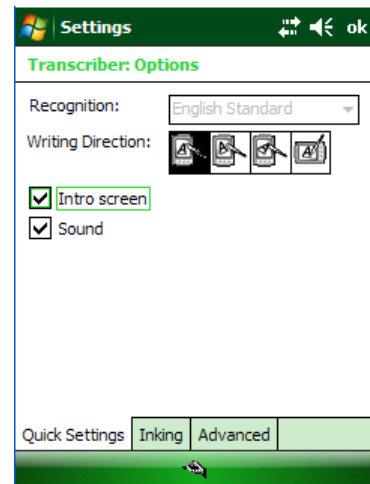 Settings ok
Transcriber: Options
Recognition: English Standard
Writing Direction:
Intro screen
Sound
Quick Settings Inking Advanced